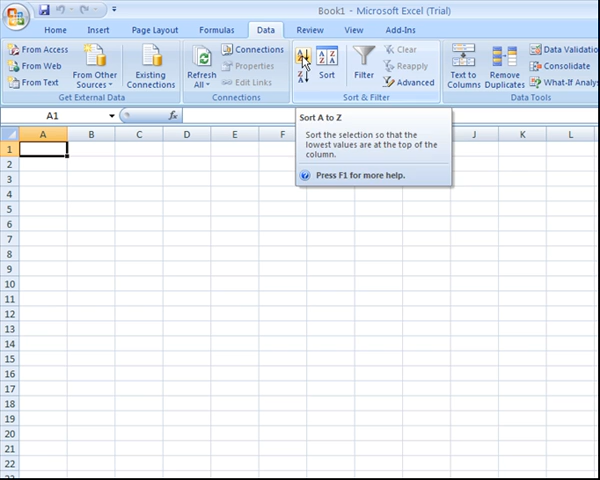 Book1 - Microsoft Excel (Trial)
Home Insert Page Layout Formulas Data Review View Add-Ins
From Access
From Web
From Text
From Other Sources
Existing Connections
Get External Data
Refresh All
Connections
Properties
Edit Links
Connections
A Z
Z A
A Z Z A
Sort
Filter
Clear
Reapply
Advanced
Sort & Filter
Text to Columns
Remove Duplicates
Data Validatio
Consolidate
What-If Analy
Data Tools
A1 fx
Sort A to Z
Sort the selection so that the
lowest values are at the top of the
column.
Press F1 for more help.
A B C D E F J K L
1
2
3
4
5
6
7
8
9
10
11
12
13
14
15
16
17
18
19
20
21
22